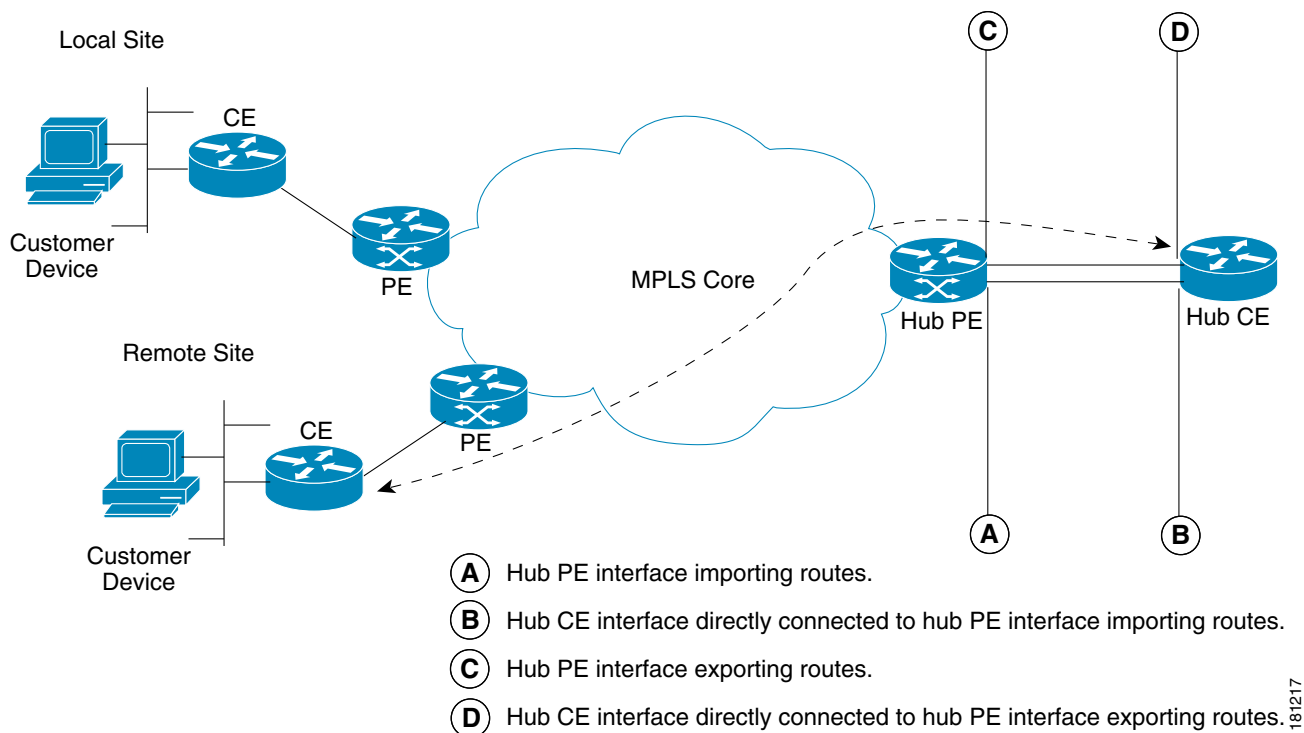 C
D
Local Site
CE
Customer
Device
PE
MPLS Core
Hub PE
Hub CE
Remote Site
CE
PE
Customer
Device
A
B
A Hub PE interface importing routes.
B Hub CE interface directly connected to hub PE interface importing routes.
C Hub PE interface exporting routes.
D Hub CE interface directly connected to hub PE interface exporting routes.
181217